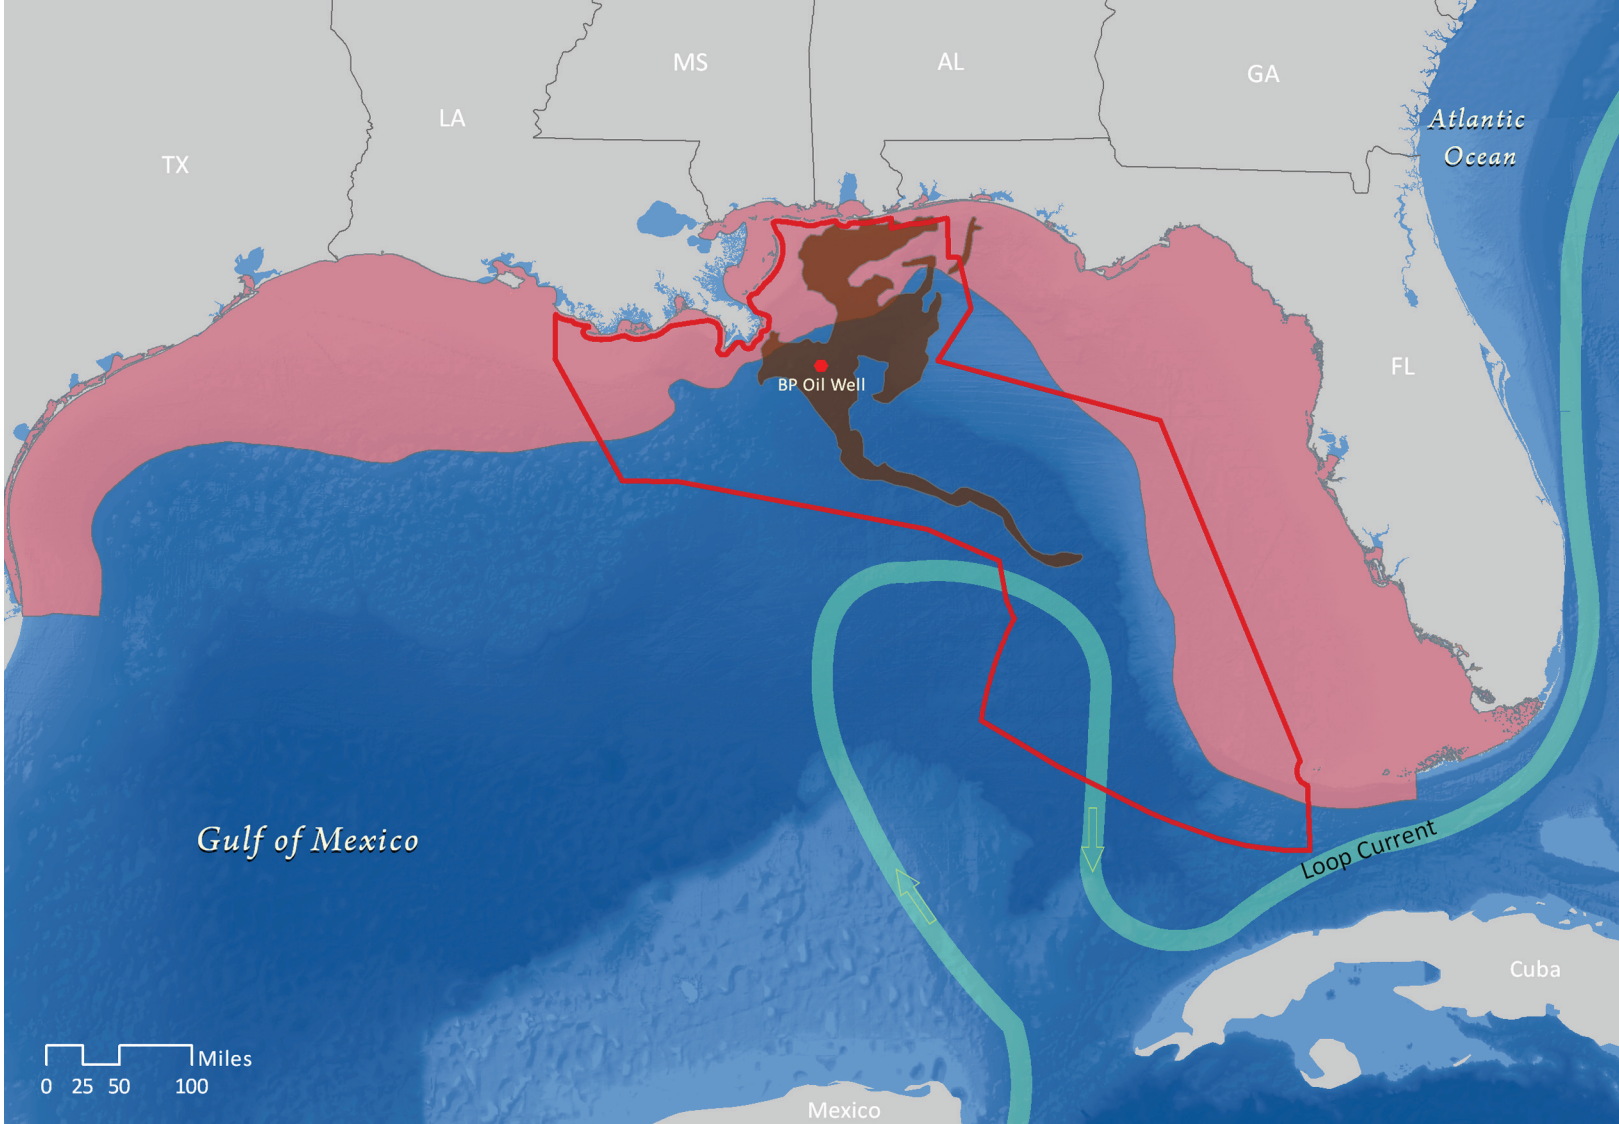 MS
AL
GA
LA
TX
Atlantic
Ocean
FL
BP Oil Well
Gulf of Mexico
Loop Current
Cuba
Miles
0 25 50 100
Mexico